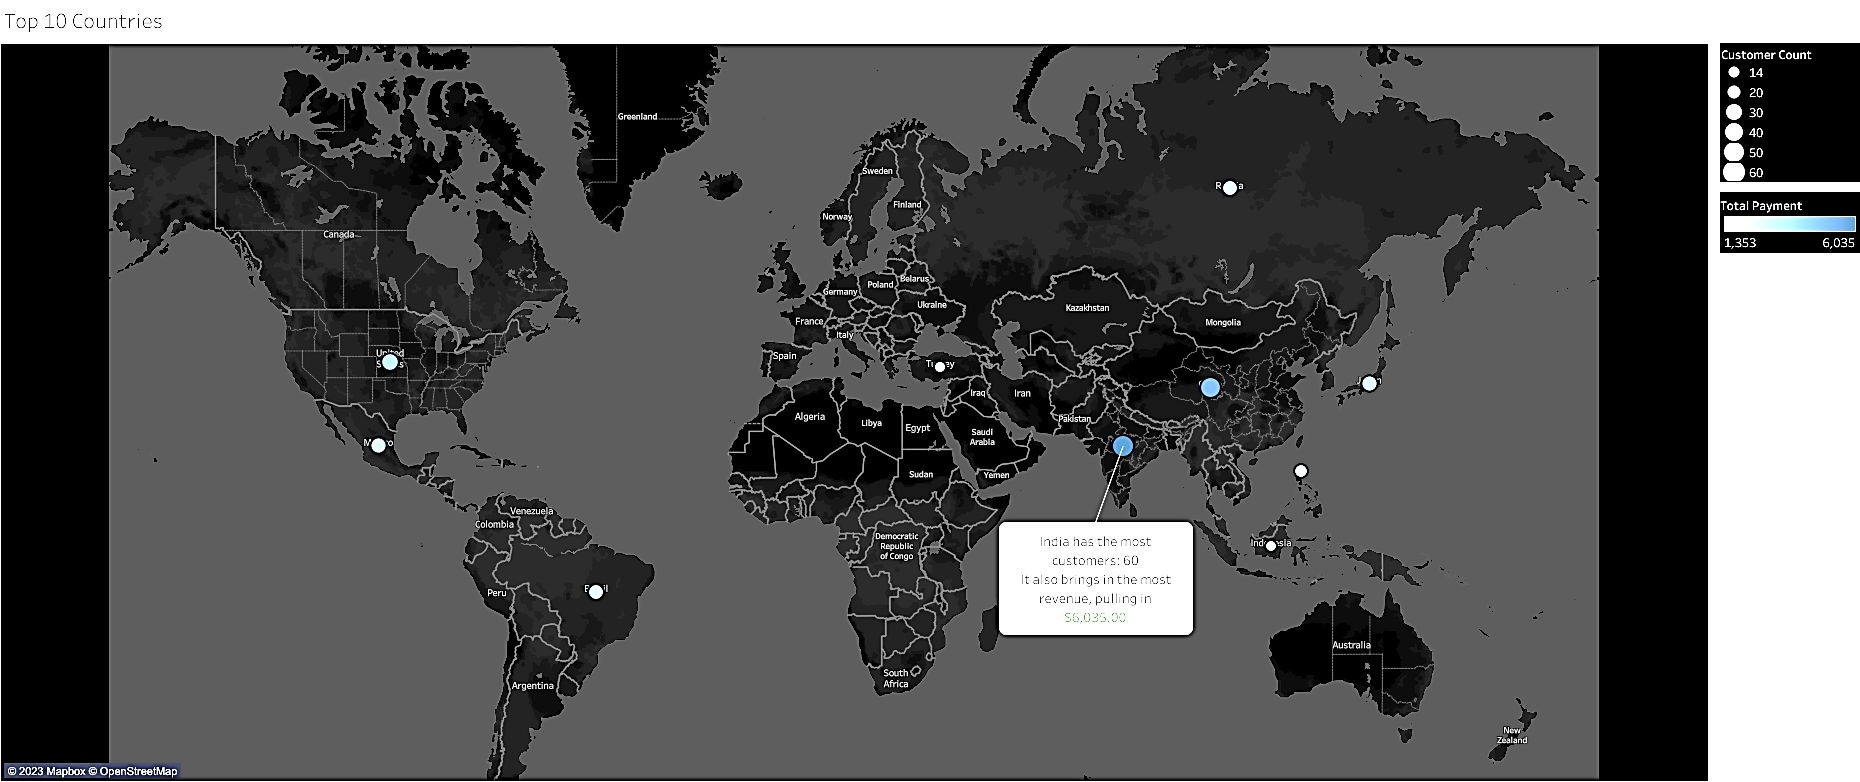 Top 10 Countries
Greenland
Sweden
Finland
Norway
Canada
Belarus
Poland
Germany
Ukraine
Kazakhstan
France
Mongolia
Italy
Spain
United
Iraq
Iran
Algeria
Pakistan
Libya
Egypt
Saudi
Arabia
Sudan
Yemen
Venezuela
Colombia
Democratic
Republic
of Congo
Peru
Australia
South
Africa
Argentina
New
Zealand
India has the most
customers: 60
It also brings in the most
revenue, pulling in
$6,035.00
Customer Count
14
20
30
40
50
60
Total Payment
1,353 6,035
© 2023 Mapbox © OpenStreetMap